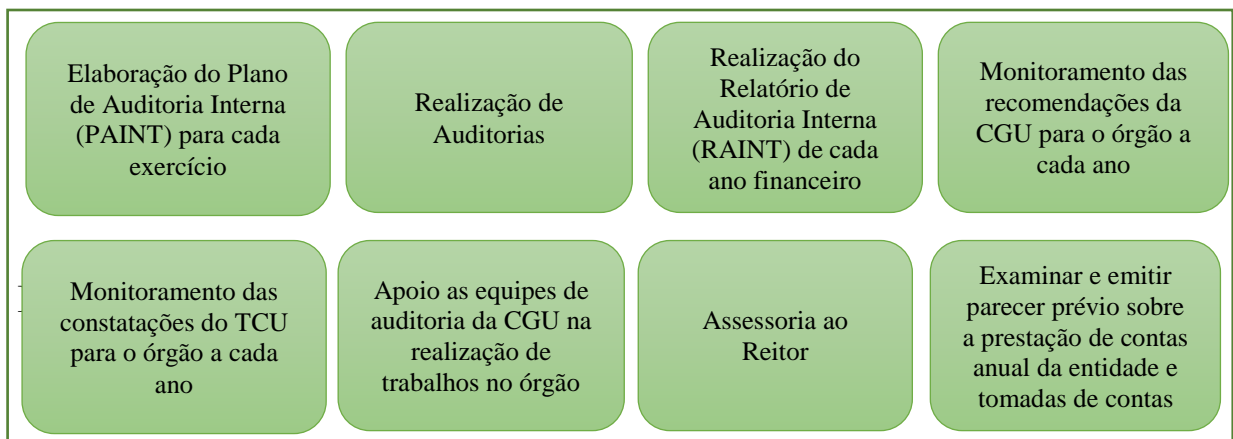 Elaboração do Plano
de Auditoria Interna
(PAINT) para cada
exercício
Realização de
Auditorias
Realização do
Relatório de
Auditoria Interna
(RAINT) de cada
ano financeiro
Monitoramento das
recomendações da
CGU para o órgão a
cada ano
Monitoramento das
constatações do TCU
para o órgão a cada
ano
Apoio as equipes de
auditoria da CGU na
realização de
trabalhos no órgão
Assessoria ao
Reitor
Examinar e emitir
parecer prévio sobre
a prestação de contas
anual da entidade e
tomadas de contas